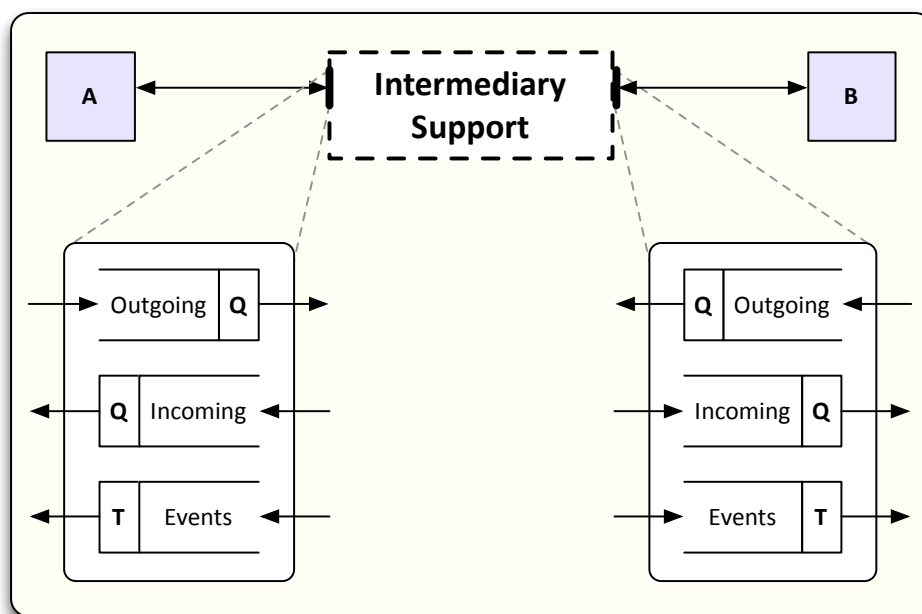 A
Intermediary
Support
B
Outgoing Q
Q Incoming
T Events
Q Outgoing
Incoming Q
Events T